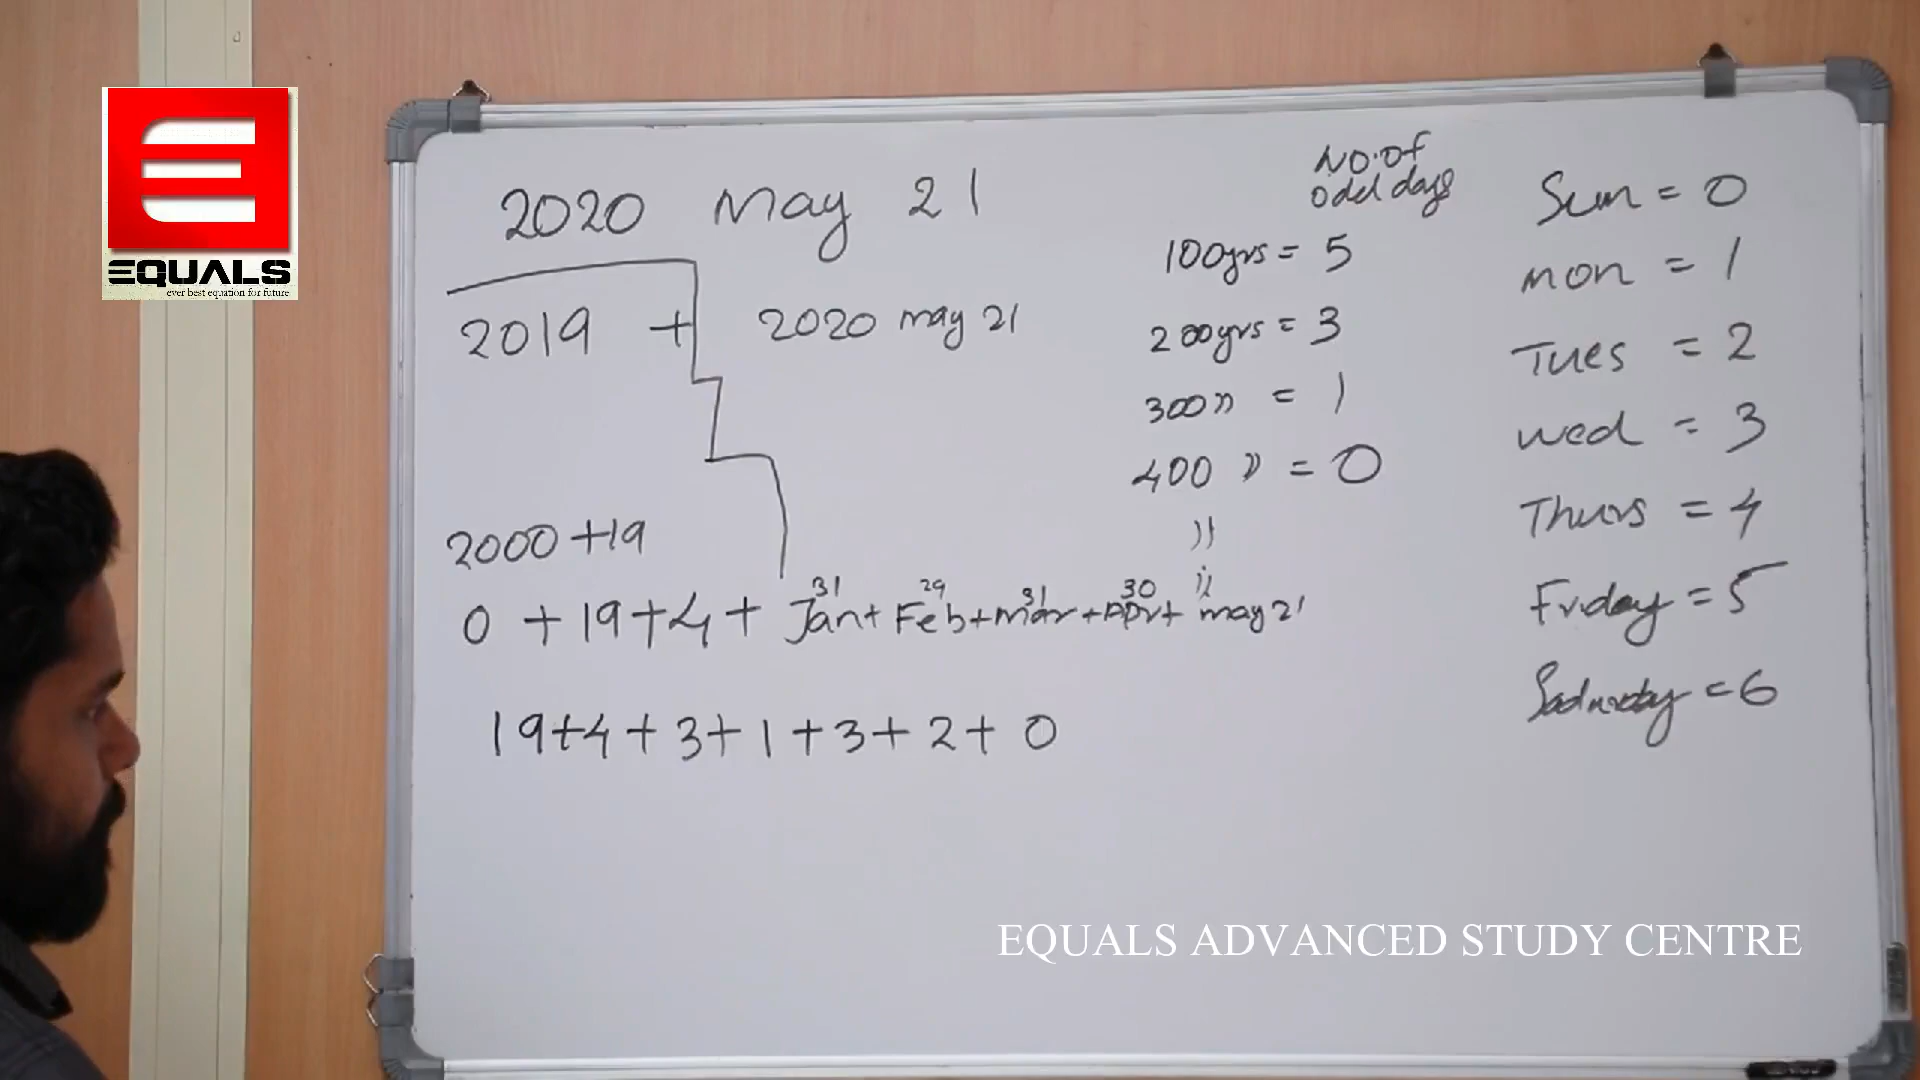 EQUALS
ever best equation for future
2020 May 21
2019 + 2020 may 21
2000 +19
31 29 31 30
0 + 19 + 4 + Jan + Feb + Mar + APr + may 21
19+4 + 3 + 1 + 3 + 2 + 0
NO. of
odd days
100yrs = 5
200yrs = 3
300 " = 1
400 " = 0
"
"
Sun = 0
mon = 1
Tues = 2
wed = 3
Thurs = 4
Friday = 5
= 6
EQUALS ADVANCED STUDY CENTRE